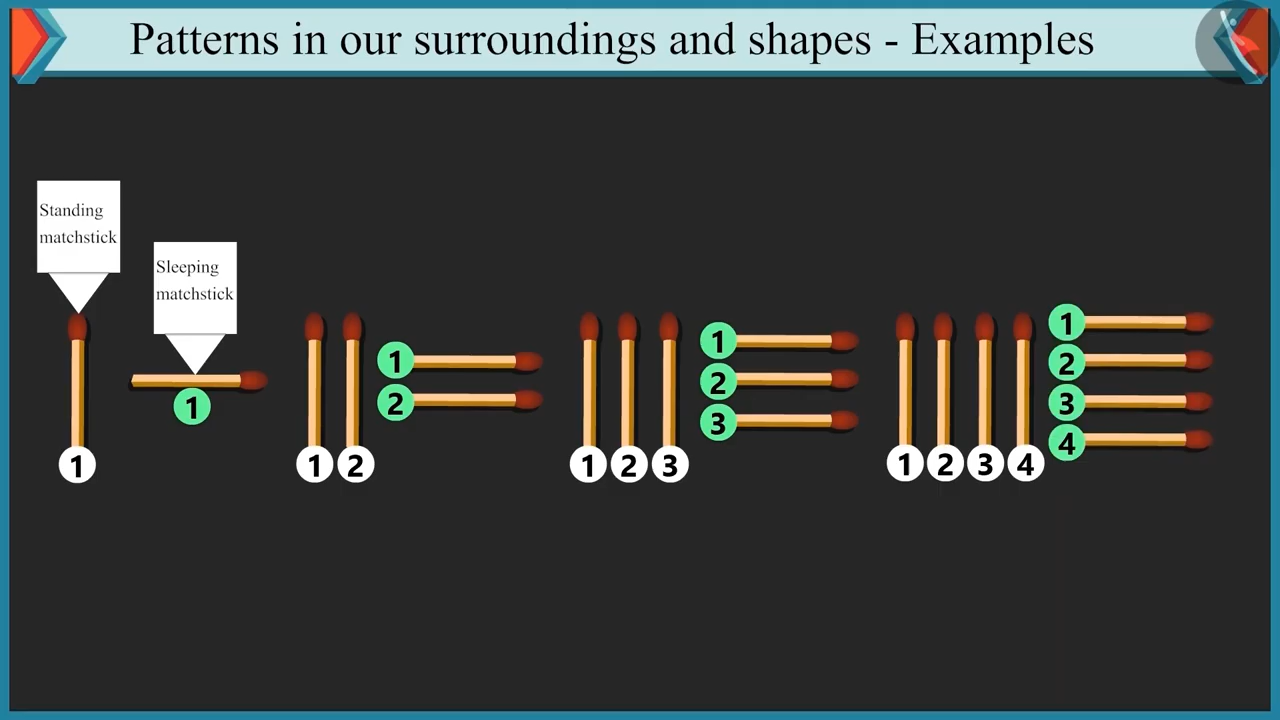 Patterns in our surroundings and shapes - Examples
Standing
matchstick
Sleeping
matchstick
1
1
1 2
1
2
1 2 3
1
2
3
1 2 3 4
1
2
3
4